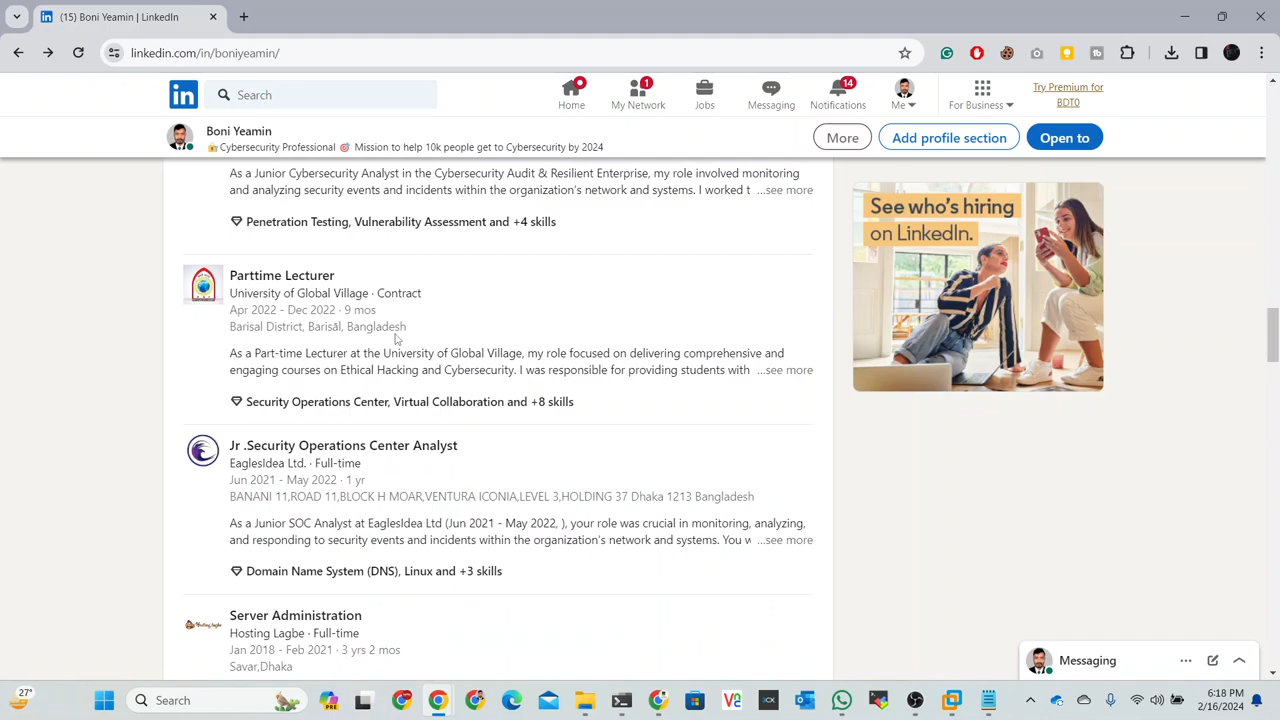 (15) Boni Yeamin | LinkedIn
linkedin.com/in/boniyeamin/
in
Search
Home
1
My Network
Jobs
Messaging
14
Notifications
Me
For Business
Try Premium for
BDT0
Boni Yeamin
Cybersecurity Professional 🎯 ꓑerson to help 10k people get to Cybersecurity by 2024
More
Add profile section
Open to
As a Junior Cybersecurity Analyst in the Cybersecurity Audit & Resilient Enterprise, my role involved monitoring
and analyzing security events and incidents within the organization's network and systems. I worked t ...see more
Penetration Testing, Vulnerability Assessment and +4 skills
See who's hiring
on LinkedIn.
Parttime Lecturer
University of Global Village · Contract
Apr 2022 - Dec 2022 · 9 mos
Barisal District, Barisāl, Bangladesh
As a Part-time Lecturer at the University of Global Village, my role focused on delivering comprehensive and
engaging courses on Ethical Hacking and Cybersecurity. I was responsible for providing students with ...see more
Security Operations Center, Virtual Collaboration and +8 skills
Jr .Security Operations Center Analyst
EaglesIdea Ltd. · Full-time
Jun 2021 - May 2022 · 1 yr
BANANI 11,ROAD 11,BLOCK H MOAR,VENTURA ICONIA,LEVEL 3,HOLDING 37 Dhaka 1213 Bangladesh
As a Junior SOC Analyst at EaglesIdea Ltd (Jun 2021 - May 2022, ), your role was crucial in monitoring, analyzing,
and responding to security events and incidents within the organization's network and systems. You w ...see more
Domain Name System (DNS), Linux and +3 skills
Server Administration
Hosting Lagbe · Full-time
Jan 2018 - Feb 2021 · 3 yrs 2 mos
Savar,Dhaka
Messaging
27°
Search
6:18 PM
2/16/2024